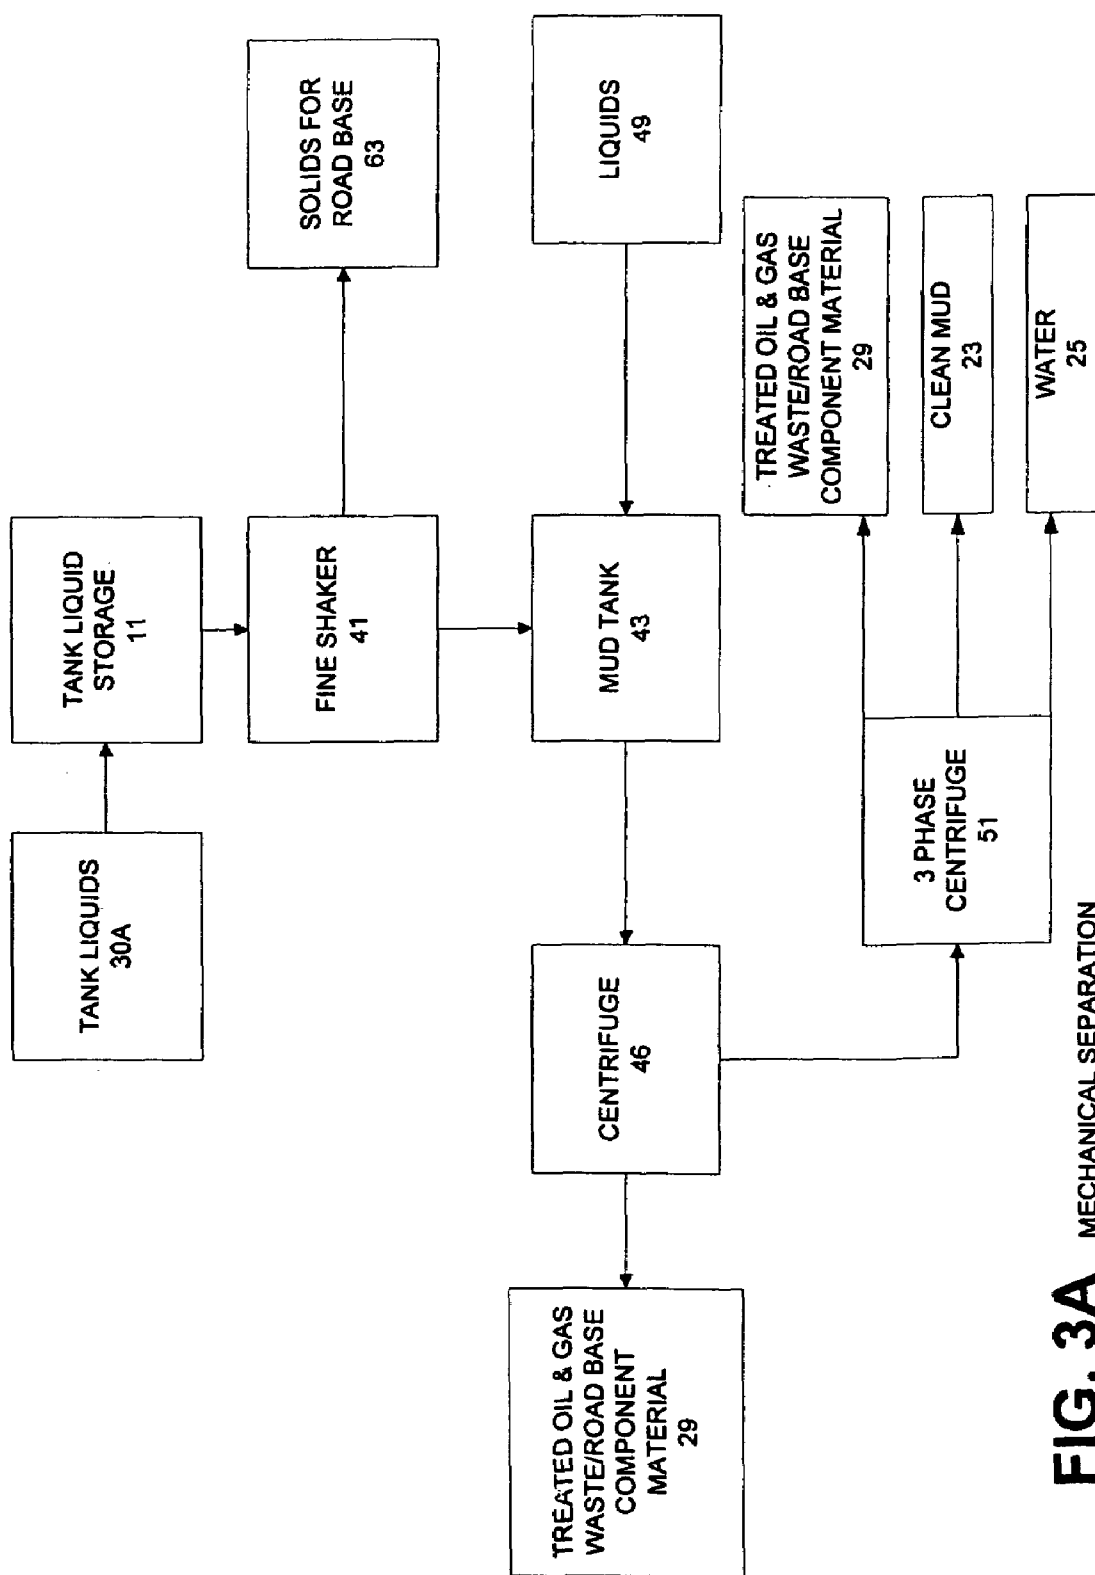 TANK LIQUIDS
30A
TANK LIQUID
STORAGE
11
FINE SHAKER
41
SOLIDS FOR
ROAD BASE
63
TREATED OIL & GAS
WASTE/ROAD BASE
COMPONENT
MATERIAL
29
CENTRIFUGE
46
MUD TANK
43
LIQUIDS
49
3 PHASE
CENTRIFUGE
51
TREATED OIL & GAS
WASTE/ROAD BASE
COMPONENT MATERIAL
29
CLEAN MUD
23
WATER
25
FIG. 3A MECHANICAL SEPARATION